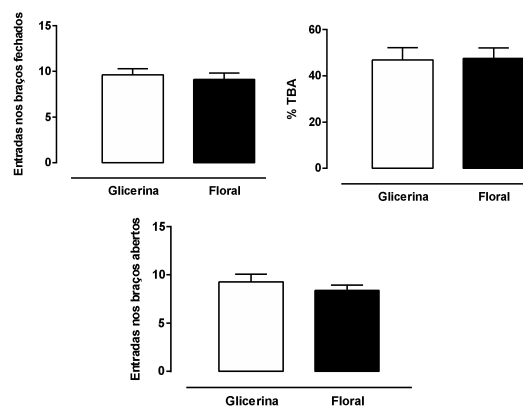 Entradas nos braços fechados
15
10
5
0
Glicerina Floral
% TBA
60
40
20
0
Glicerina Floral
Entradas nos braços abertos
15
10
5
0
Glicerina Floral